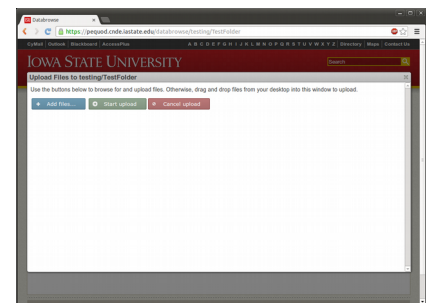 Databrowse
https://pequod.cnde.iastate.edu/databrowse/testing/TestFolder
CyMail Outlook Blackboard AccessPlus A B C D E F G H I J K L M N O P Q R S T U V W X Y Z Directory Maps Contact Us
IOWA STATE UNIVERSITY
Search
Upload Files to testing/TestFolder
Use the buttons below to browse for and upload files. Otherwise, drag and drop files from your desktop into this window to upload.
Add files... Start upload Cancel upload